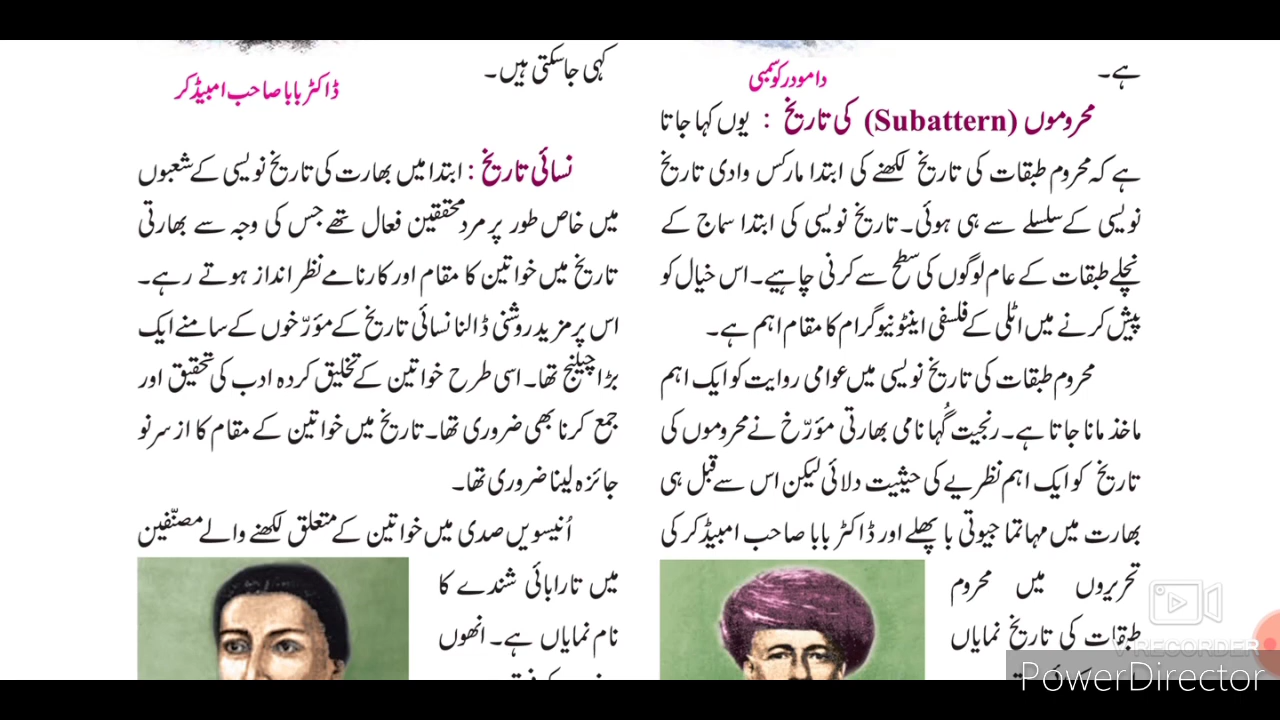 ہے۔
دامودر کوسمبی
محروموں (Subattern) کی تاریخ : یوں کہا جاتا
ہے کہ محروم طبقات کی تاریخ لکھنے کی ابتدا مارکس وادی تاریخ
نویسی کے سلسلے سے ہی ہوئی۔ تاریخ نویسی کی ابتدا سماج کے
نچلے طبقات کے عام لوگوں کی سطح سے کرنی چاہیے۔ اس خیال کو
پیش کرنے میں اٹلی کے فلسفی اینٹونیو گرام کا مقام اہم ہے۔
محروم طبقات کی تاریخ نویسی میں عوامی روایت کو ایک اہم
ماخذ مانا جاتا ہے۔ رنجیت گُہا نامی بھارتی مؤرّخ نے محروموں کی
تاریخ کو ایک اہم نظریے کی حیثیت دلائی لیکن اس سے قبل ہی
بھارت میں مہاتما جیوتی با پھلے اور ڈاکٹر بابا صاحب امبیڈکر کی
تحریروں میں محروم
طبقات کی تاریخ نمایاں
کہی جاسکتی ہیں۔
ڈاکٹر بابا صاحب امبیڈکر
نسائی تاریخ : ابتدا میں بھارت کی تاریخ نویسی کے شعبوں
میں خاص طور پر مرد محققین فعال تھے جس کی وجہ سے بھارتی
تاریخ میں خواتین کا مقام اور کارنامے نظر انداز ہوتے رہے۔
اس پر مزید روشنی ڈالنا نسائی تاریخ کے مؤرّخوں کے سامنے ایک
بڑا چیلنج تھا۔ اسی طرح خواتین کے تخلیق کردہ ادب کی تحقیق اور
جمع کرنا بھی ضروری تھا۔ تاریخ میں خواتین کے مقام کا از سرنو
جائزہ لینا ضروری تھا۔
اُنیسویں صدی میں خواتین کے متعلق لکھنے والے مصنّفین
میں تارابائی شندے کا
نام نمایاں ہے۔ انھوں
V RECORDER
PowerDirector